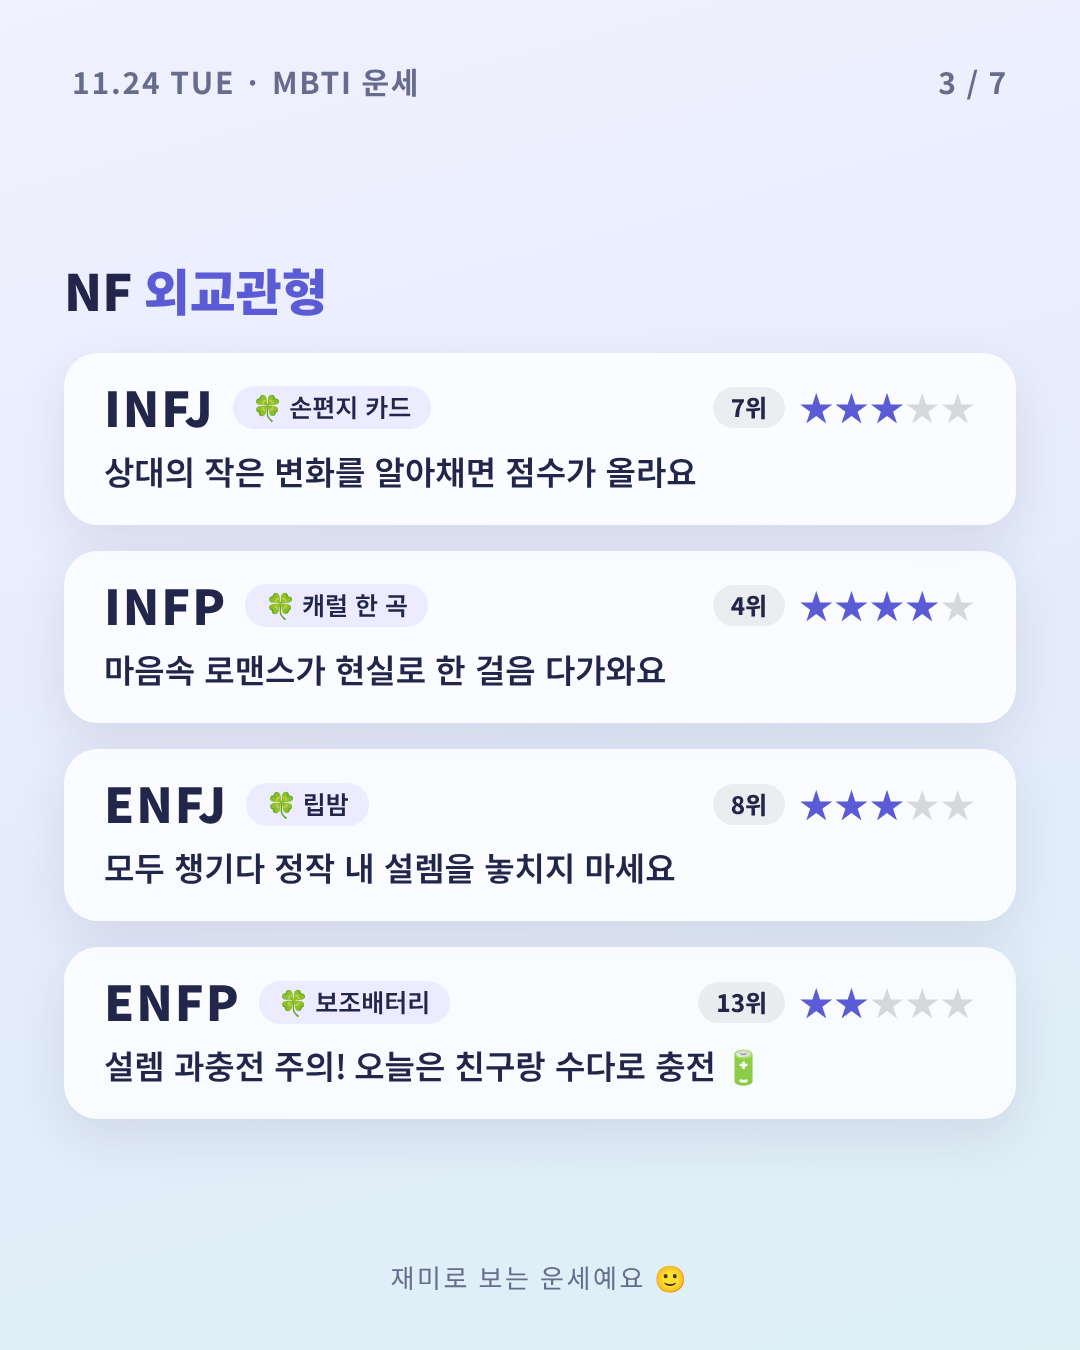 11.24 TUE · MBTI 운세
3 / 7
NF 외교관형
INFJ 🍀 손편지 카드 7위 ★★★★★
상대의 작은 변화를 알아채면 점수가 올라요
INFP 🍀 캐럴 한 곡 4위 ★★★★★
마음속 로맨스가 현실로 한 걸음 다가와요
ENFJ 🍀 립밤 8위 ★★★★★
모두 챙기다 정작 내 설렘을 놓치지 마세요
ENFP 🍀 보조배터리 13위 ★★★★★
설렘 과충전 주의! 오늘은 친구랑 수다로 충전 🔋
재미로 보는 운세예요 🙂